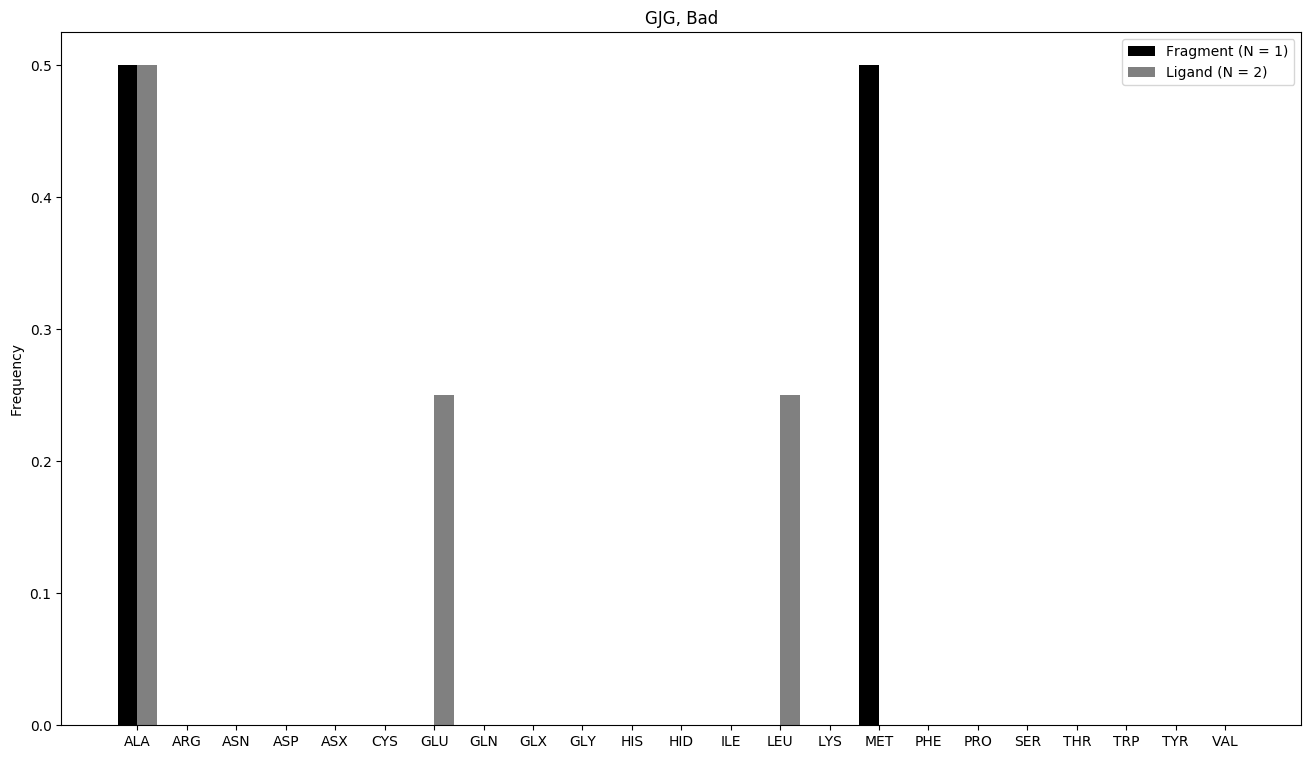 GJG, Bad
Fragment (N = 1)
Ligand (N = 2)
Frequency
0.5
0.4
0.3
0.2
0.1
0.0
ALA ARG ASN ASP ASX CYS GLU GLN GLX GLY HIS HID ILE LEU LYS MET PHE PRO SER THR TRP TYR VAL